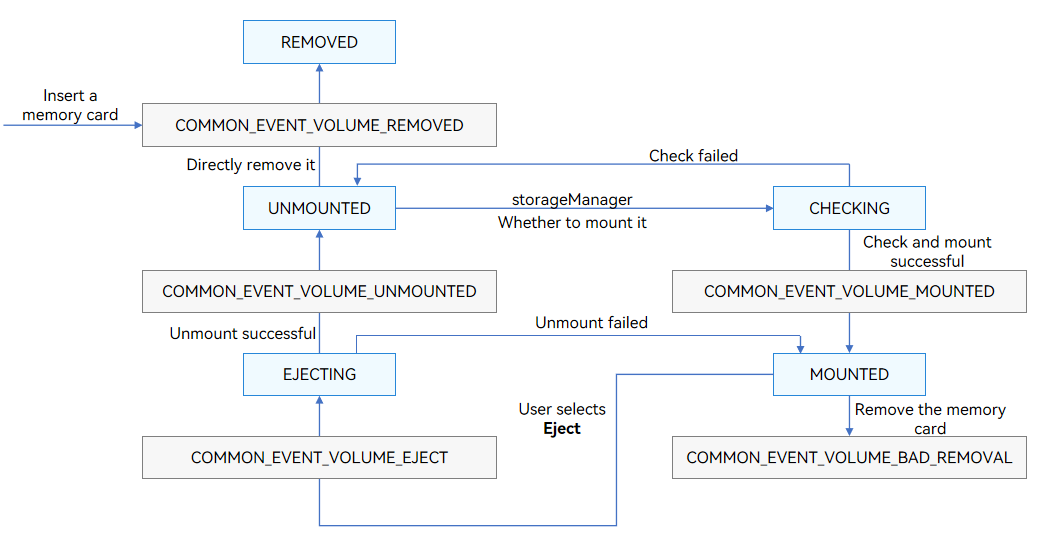 REMOVED
Insert a
memory card
COMMON_EVENT_VOLUME_REMOVED
Directly remove it
Check failed
UNMOUNTED
storageManager
Whether to mount it
CHECKING
Check and mount
successful
COMMON_EVENT_VOLUME_UNMOUNTED
COMMON_EVENT_VOLUME_MOUNTED
Unmount successful
Unmount failed
EJECTING
MOUNTED
User selects
Eject
Remove the memory
card
COMMON_EVENT_VOLUME_EJECT
COMMON_EVENT_VOLUME_BAD_REMOVAL